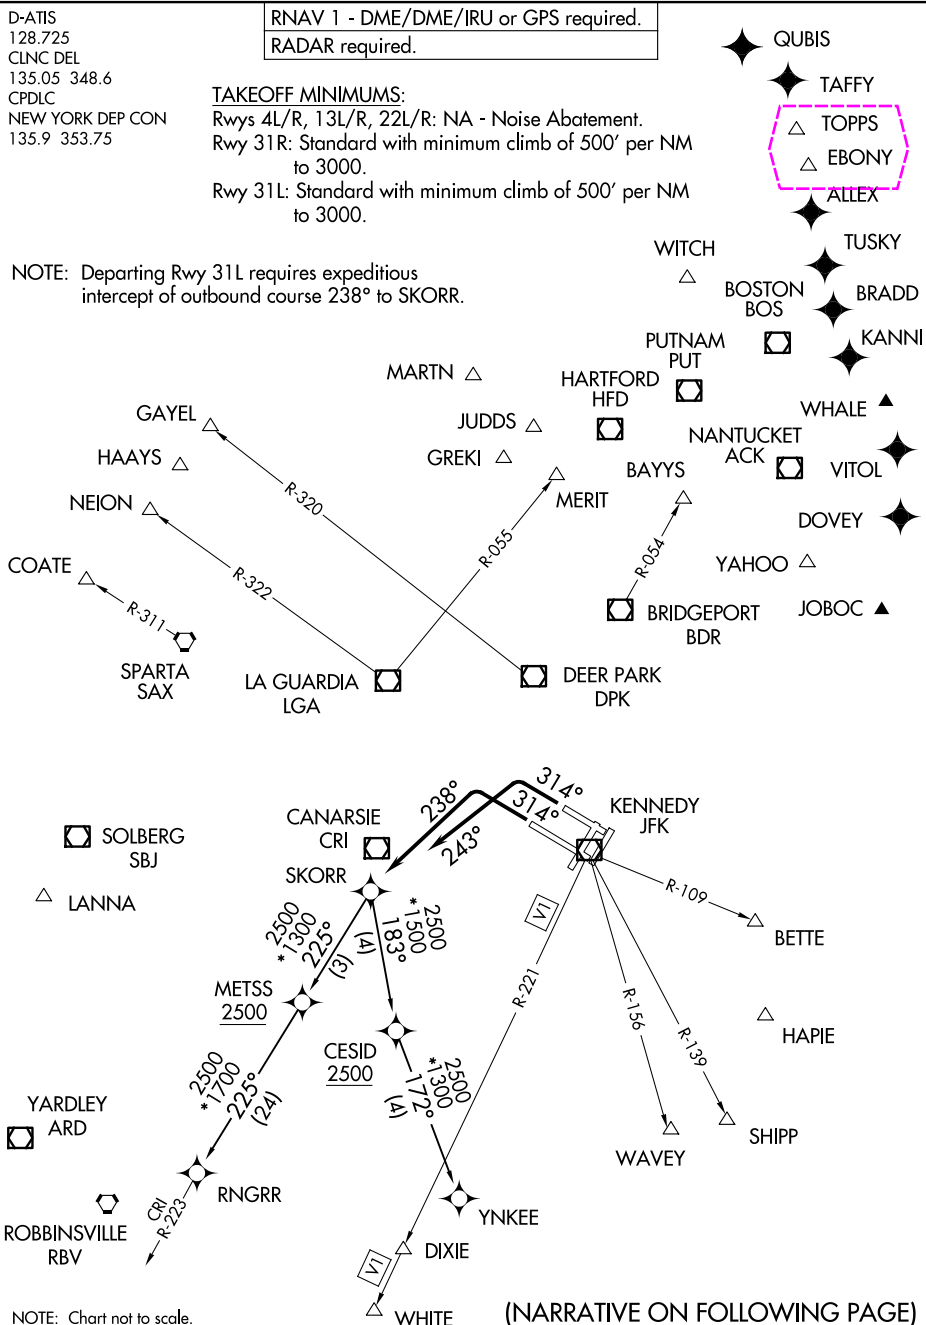 D-ATIS
128.725
CLNC DEL
135.05 348.6
CPDLC
NEW YORK DEP CON
135.9 353.75
RNAV 1 - DME/DME/IRU or GPS required.
RADAR required.
TAKEOFF MINIMUMS:
Rwys 4L/R, 13L/R, 22L/R: NA - Noise Abatement.
Rwy 31R: Standard with minimum climb of 500' per NM
to 3000.
Rwy 31L: Standard with minimum climb of 500' per NM
to 3000.
NOTE: Departing Rwy 31L requires expeditious
intercept of outbound course 238° to SKORR.
QUBIS
TAFFY
TOPPS
EBONY
ALLEX
TUSKY
WITCH
BOSTON
BOS
BRADD
KANNI
PUTNAM
PUT
MARTN
HARTFORD
HFD
WHALE
GAYEL
JUDDS
NANTUCKET
ACK
HAAYS
GREKI
BAYYS
VITOL
NEION
MERIT
DOVEY
R-320
R-055
R-054
COATE
R-322
YAHOO
R-311
BRIDGEPORT
BDR
JOBOC
SPARTA
SAX
LA GUARDIA
LGA
DEER PARK
DPK
314°
238°
314°
243°
KENNEDY
JFK
CANARSIE
CRI
SOLBERG
SBJ
SKORR
LANNA
R-109
V1
BETTE
2500
*1300
225°
(3)
2500
*1500
183°
(4)
METSS
2500
R-221
R-156
R-139
HAPIE
CESID
2500
2500
*1700
225°
(24)
2500
*1300
172°
(4)
YARDLEY
ARD
SHIPP
WAVEY
RNGRR
CRI
R-223
YNKEE
ROBBINSVILLE
RBV
DIXIE
V1
WHITE
NOTE: Chart not to scale.
(NARRATIVE ON FOLLOWING PAGE)